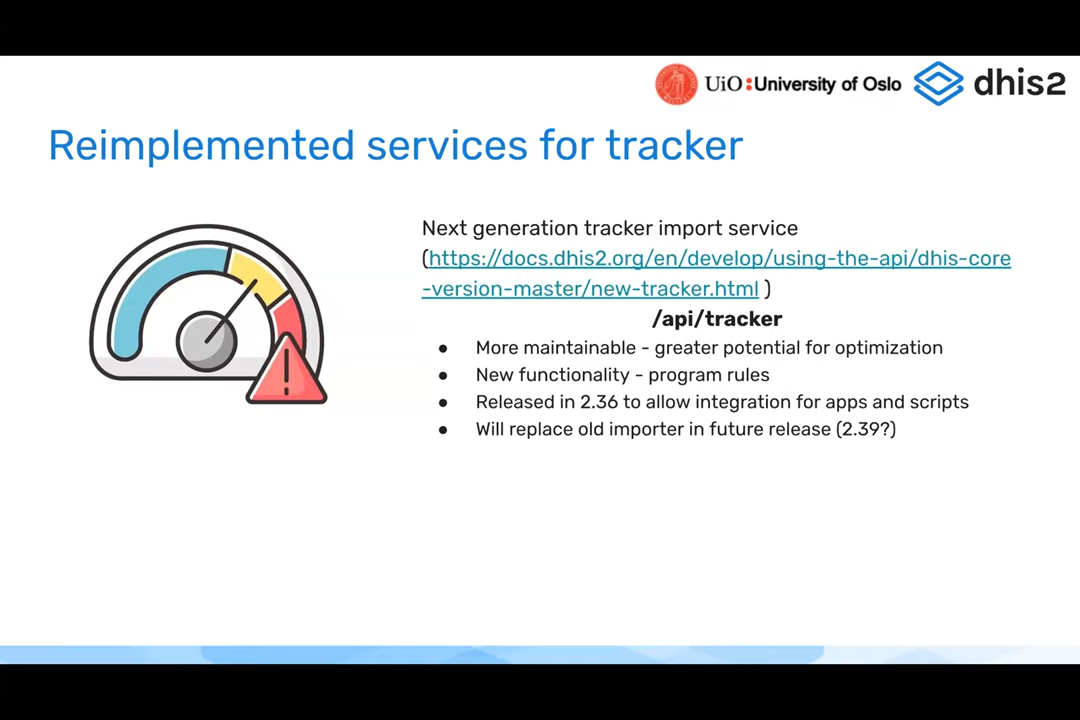 UiO:University of Oslo
dhis2
Reimplemented services for tracker
Next generation tracker import service
(https://docs.dhis2.org/en/develop/using-the-api/dhis-core
-version-master/new-tracker.html )
/api/tracker
● More maintainable - greater potential for optimization
● New functionality - program rules
● Released in 2.36 to allow integration for apps and scripts
● Will replace old importer in future release (2.39?)